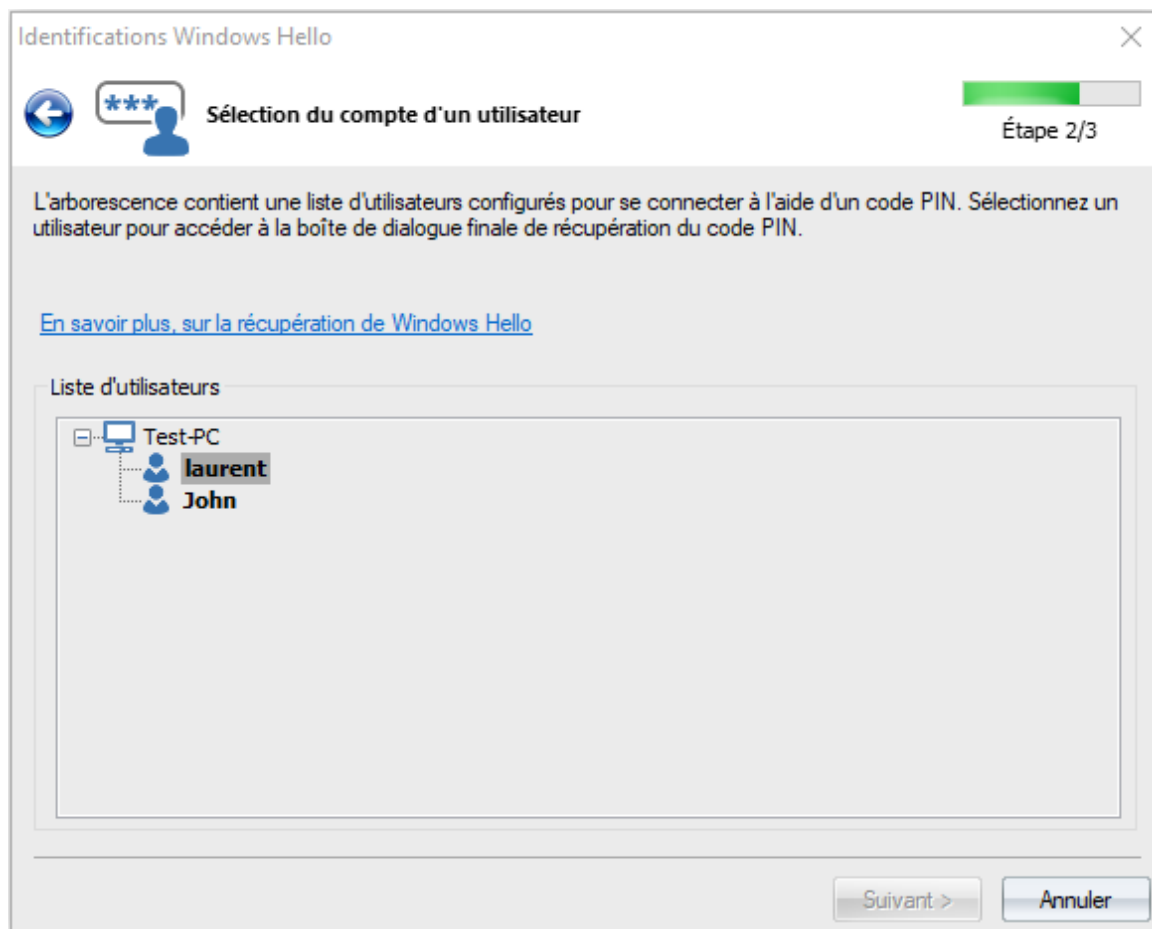 Identifications Windows Hello
***
Sélection du compte d'un utilisateur
Étape 2/3
L'arborescence contient une liste d'utilisateurs configurés pour se connecter à l'aide d'un code PIN. Sélectionnez un
utilisateur pour accéder à la boîte de dialogue finale de récupération du code PIN.
En savoir plus, sur la récupération de Windows Hello
Liste d'utilisateurs
Test-PC
laurent
John
Suivant >
Annuler